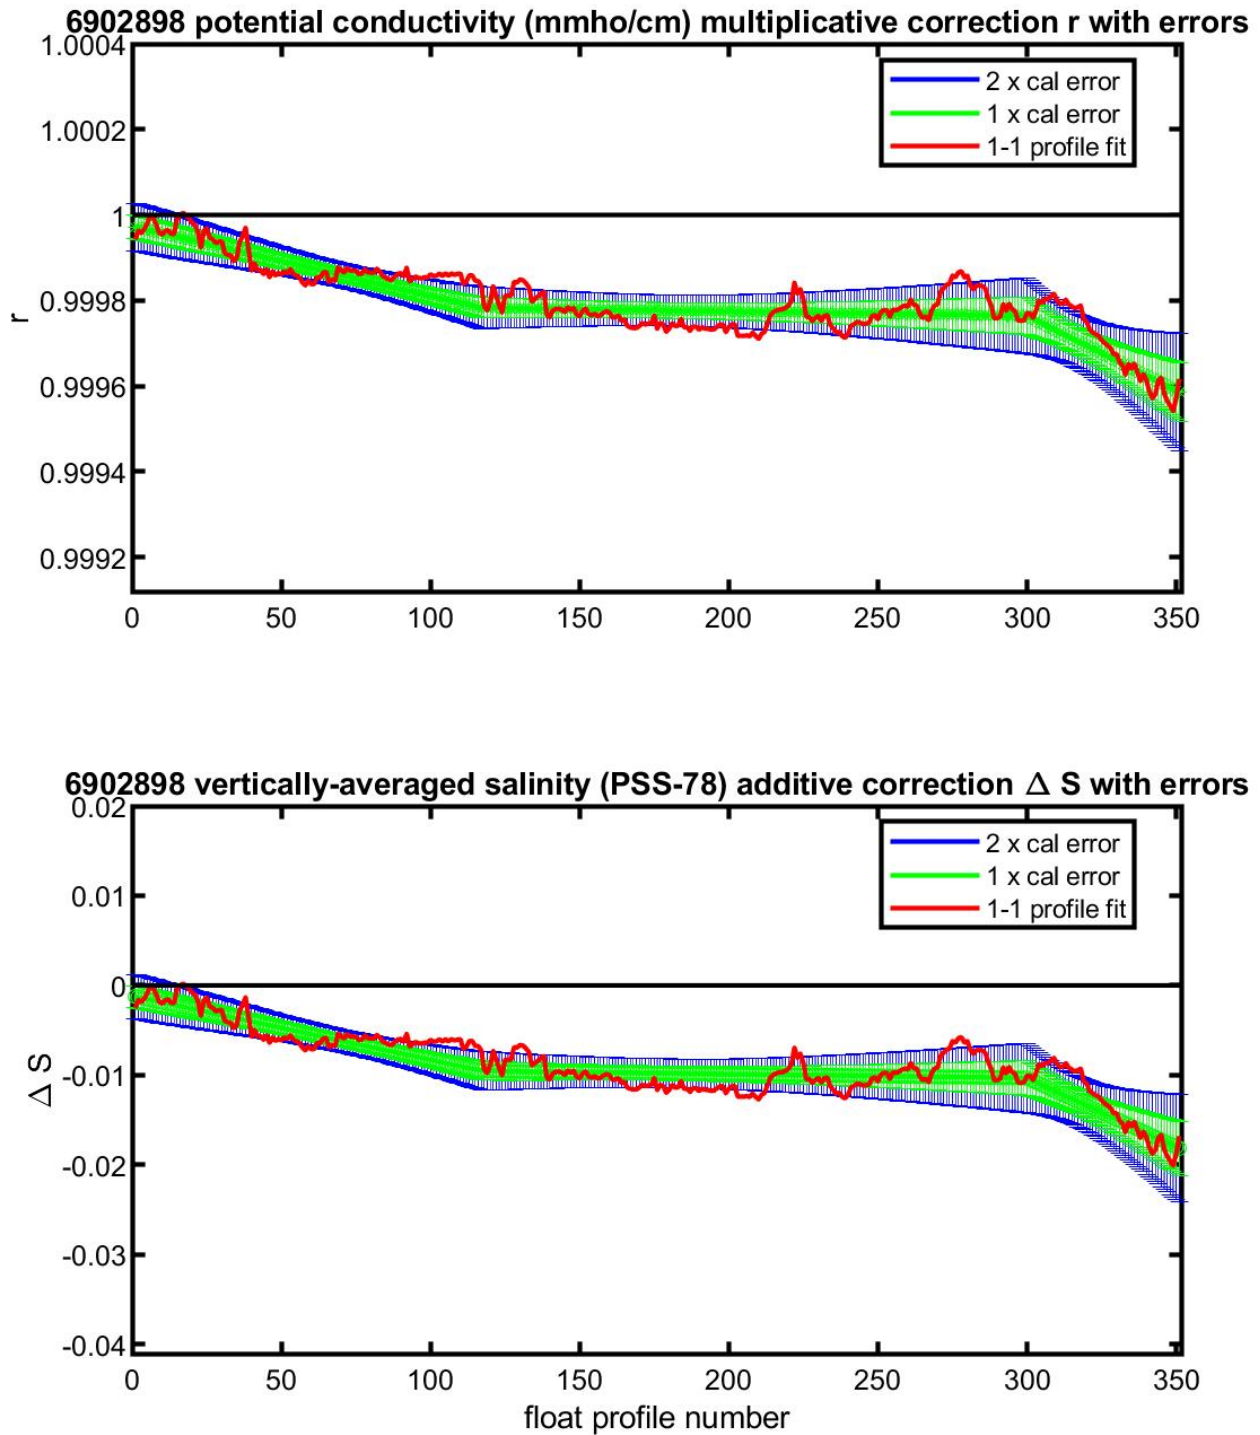 6902898 potential conductivity (mmho/cm) multiplicative correction r with errors
1.0004
1.0002
1
0.9998
0.9996
0.9994
0.9992
r
2 x cal error
1 x cal error
1-1 profile fit
0 50 100 150 200 250 300 350
6902898 vertically-averaged salinity (PSS-78) additive correction Δ S with errors
0.02
0.01
0
-0.01
-0.02
-0.03
-0.04
Δ S
2 x cal error
1 x cal error
1-1 profile fit
0 50 100 150 200 250 300 350
float profile number